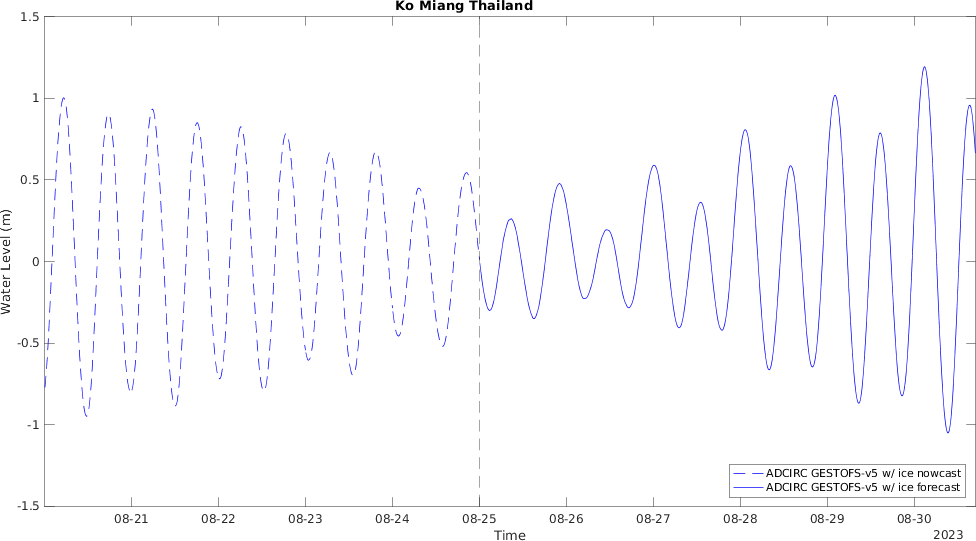 Ko Miang Thailand
1.5
1
0.5
0
-0.5
-1
-1.5
Water Level (m)
08-21 08-22 08-23 08-24 08-25 08-26 08-27 08-28 08-29 08-30
Time
2023
ADCIRC GESTOFS-v5 w/ ice nowcast
ADCIRC GESTOFS-v5 w/ ice forecast